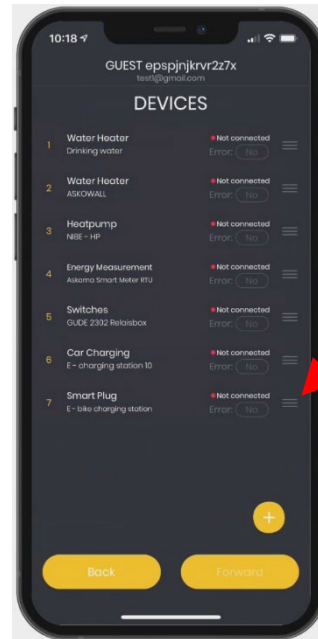 10:18
GUEST epspjnjkrvr2z7x
test1@gmail.com
DEVICES
1 Water Heater Not connected
Drinking water Error: No
2 Water Heater Not connected
ASKOWALL Error: No
3 Heatpump Not connected
NIBE - HP Error: No
4 Energy Measurement Not connected
Askoma Smart Meter RTU Error: No
5 Switches Not connected
GUDE 2302 Relaisbox Error: No
6 Car Charging Not connected
E - charging station 10 Error: No
7 Smart Plug Not connected
E - bike charging station Error: No
+
Back Forward